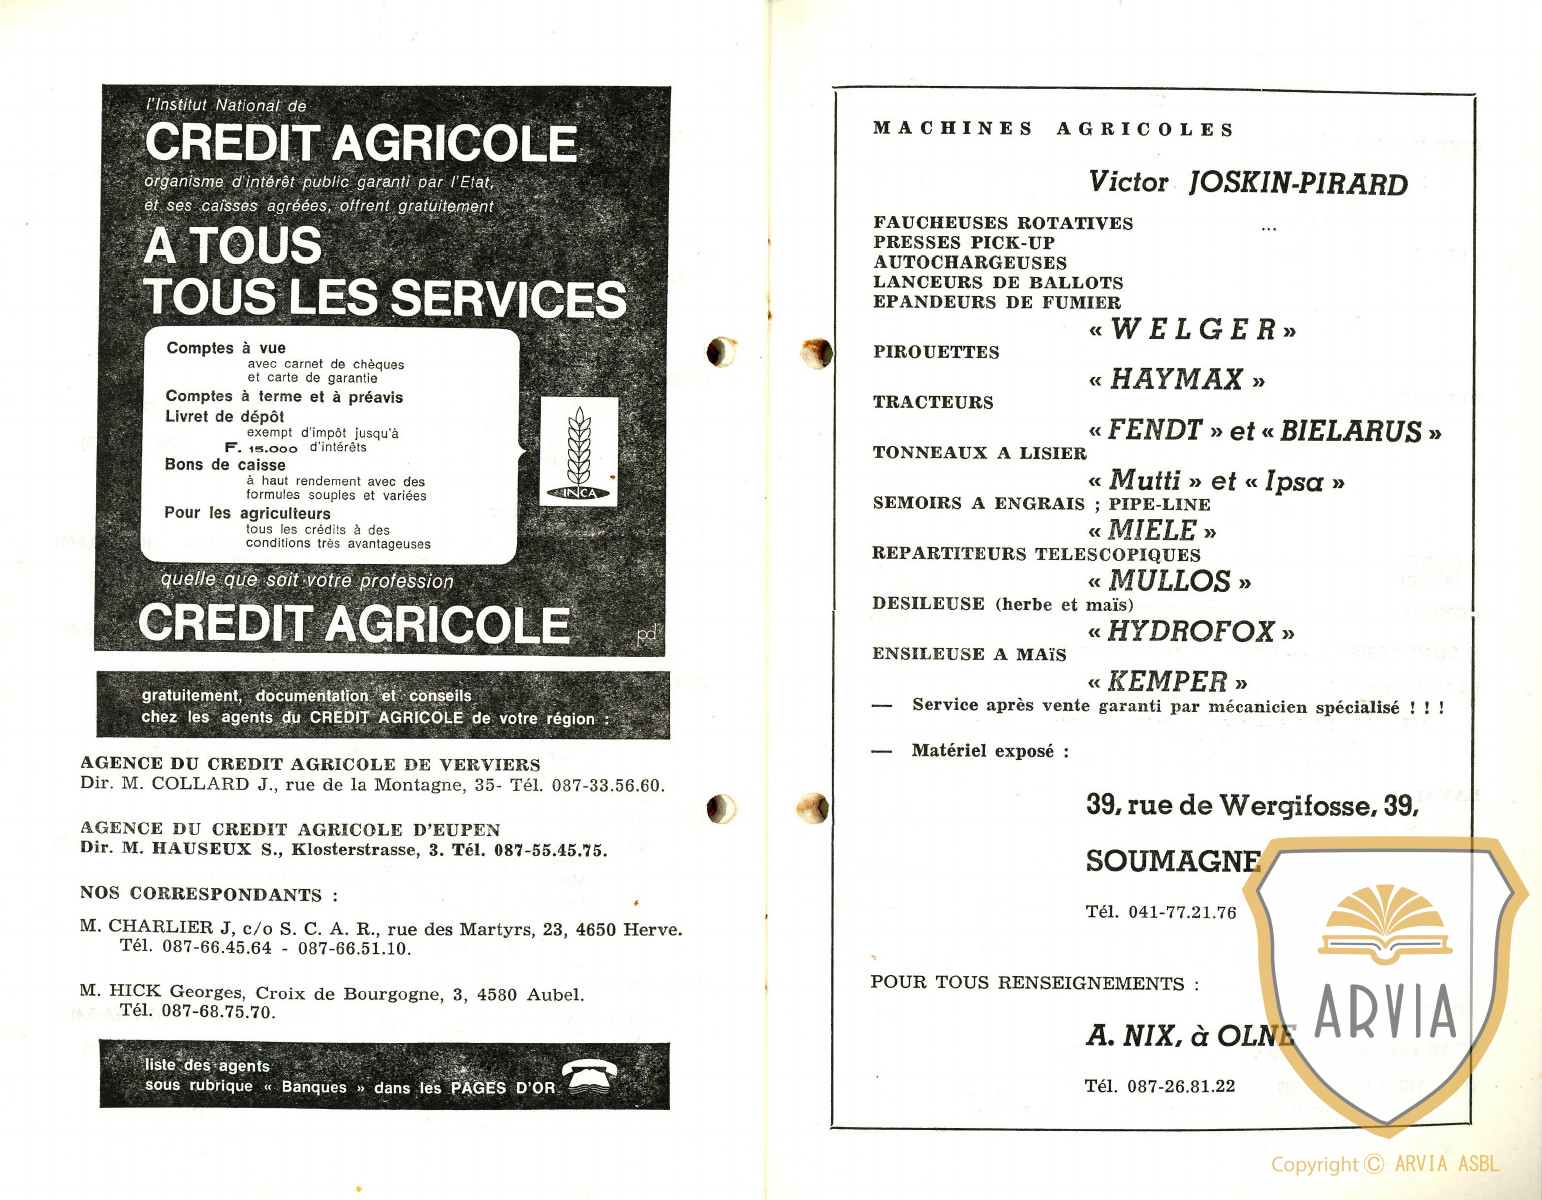 l'Institut National de
CREDIT AGRICOLE
organisme d'intérêt public garanti par l'Etat,
et ses caisses agréées, offrent gratuitement
A TOUS
TOUS LES SERVICES
Comptes à vue
avec carnet de chèques
et carte de garantie
Comptes à terme et à préavis
Livret de dépôt
exempt d'impôt jusqu'à
F. 15.000 d'intérêts
Bons de caisse
à haut rendement avec des
formules souples et variées
Pour les agriculteurs
tous les crédits à des
conditions très avantageuses
INCA
quelle que soit votre profession
CREDIT AGRICOLE
pd
gratuitement, documentation et conseils
chez les agents du CREDIT AGRICOLE de votre région :
AGENCE DU CREDIT AGRICOLE DE VERVIERS
Dir. M. COLLARD J., rue de la Montagne, 35- Tél. 087-33.56.60.
AGENCE DU CREDIT AGRICOLE D'EUPEN
Dir. M. HAUSEUX S., Klosterstrasse, 3. Tél. 087-55.45.75.
NOS CORRESPONDANTS :
M. CHARLIER J, c/o S. C. A. R., rue des Martyrs, 23, 4650 Herve.
Tél. 087-66.45.64 - 087-66.51.10.
M. HICK Georges, Croix de Bourgogne, 3, 4580 Aubel.
Tél. 087-68.75.70.
liste des agents
sous rubrique « Banques » dans les PAGES D'OR
MACHINES AGRICOLES
Victor JOSKIN-PIRARD
FAUCHEUSES ROTATIVES ...
PRESSES PICK-UP
AUTOCHARGEUSES
LANCEURS DE BALLOTS
EPANDEURS DE FUMIER
« WELGER »
PIROUETTES
« HAYMAX »
TRACTEURS
« FENDT » et « BIELARUS »
TONNEAUX A LISIER
« Mutti » et « Ipsa »
SEMOIRS A ENGRAIS ; PIPE-LINE
« MIELE »
REPARTITEURS TELESCOPIQUES
« MULLOS »
DESILEUSE (herbe et maïs)
« HYDROFOX »
ENSILEUSE A MAïS
« KEMPER »
— Service après vente garanti par mécanicien spécialisé ! ! !
— Matériel exposé :
39, rue de Wergifosse, 39,
SOUMAGNE
Tél. 041-77.21.76
POUR TOUS RENSEIGNEMENTS :
A. NIX, à OLNE
Tél. 087-26.81.22
ARVIA
Copyright © ARVIA ASBL